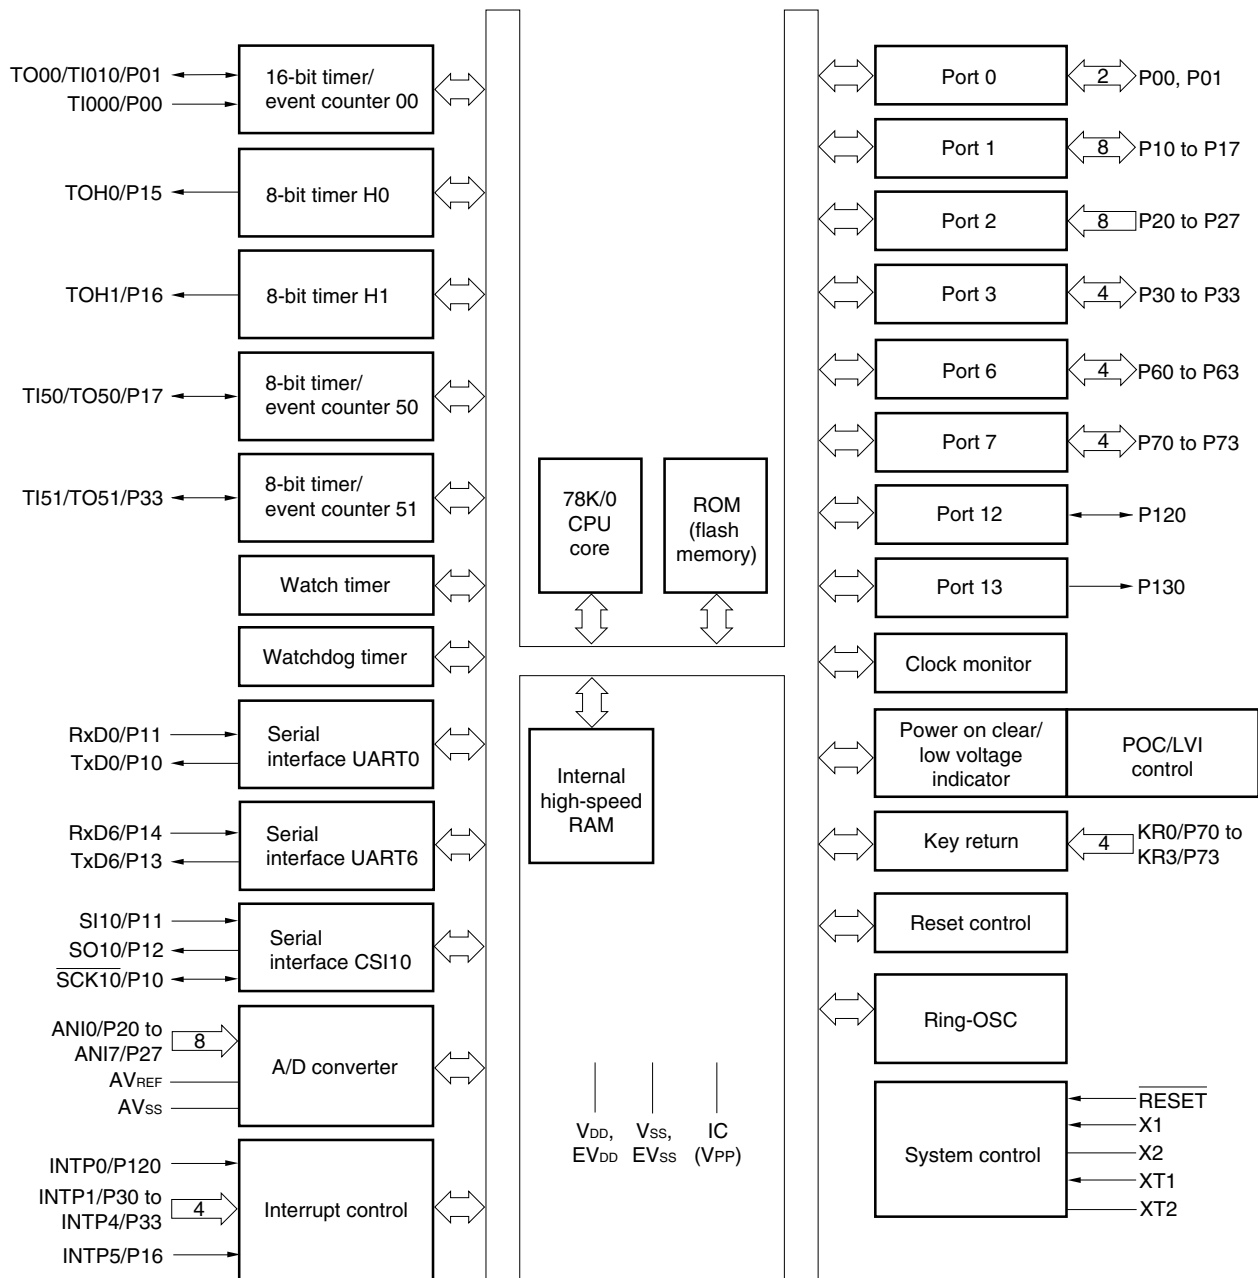 TO00/TI010/P01
TI000/P00
16-bit timer/
event counter 00
TOH0/P15
8-bit timer H0
TOH1/P16
8-bit timer H1
TI50/TO50/P17
8-bit timer/
event counter 50
TI51/TO51/P33
8-bit timer/
event counter 51
Watch timer
Watchdog timer
RxD0/P11
TxD0/P10
Serial
interface UART0
RxD6/P14
TxD6/P13
Serial
interface UART6
SI10/P11
SO10/P12
SCK10/P10
Serial
interface CSI10
ANI0/P20 to
ANI7/P27
8
AVREF
AVSS
A/D converter
INTP0/P120
INTP1/P30 to
INTP4/P33
4
INTP5/P16
Interrupt control
78K/0
CPU
core
ROM
(flash
memory)
Internal
high-speed
RAM
VDD,
EVDD
VSS,
EVSS
IC
(VPP)
Port 0
2
P00, P01
Port 1
8
P10 to P17
Port 2
8
P20 to P27
Port 3
4
P30 to P33
Port 6
4
P60 to P63
Port 7
4
P70 to P73
Port 12
P120
Port 13
P130
Clock monitor
Power on clear/
low voltage
indicator
POC/LVI
control
Key return
4
KR0/P70 to
KR3/P73
Reset control
Ring-OSC
System control
RESET
X1
X2
XT1
XT2